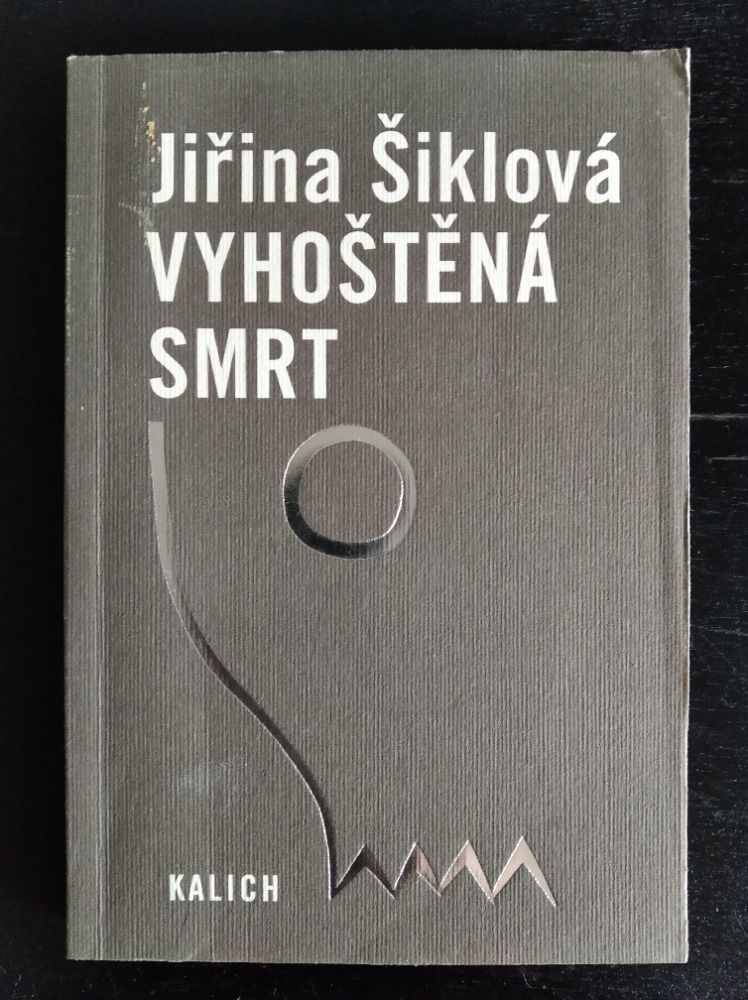 Jiřina Šiklová
VYHOŠTĚNÁ
SMRT
KALICH